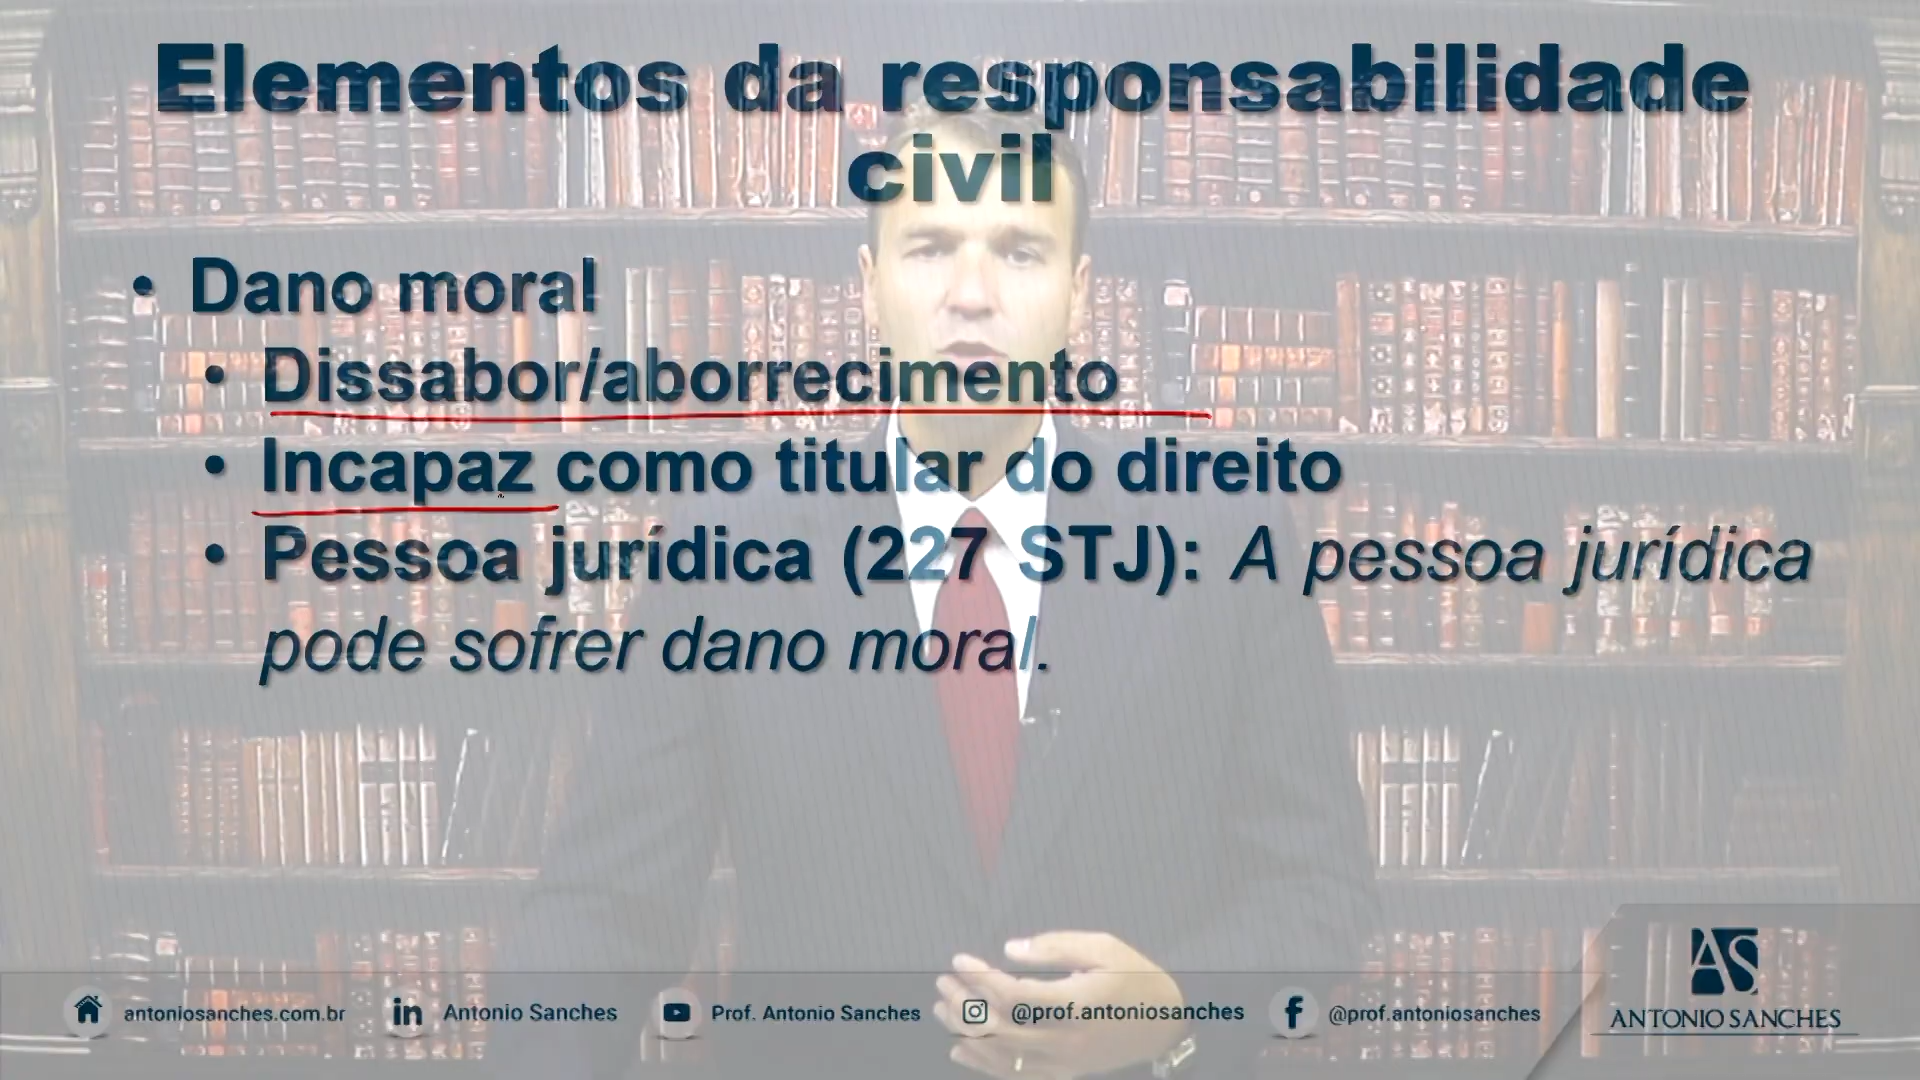 Elementos da responsabilidade
civil
• Dano moral
• Dissabor/aborrecimento
• Incapaz como titular do direito
• Pessoa jurídica (227 STJ): A pessoa jurídica
pode sofrer dano moral.
antoniosanches.com.br
in Antonio Sanches
Prof. Antonio Sanches
@prof.antoniosanches
f @prof.antoniosanches
AS
ANTONIO SANCHES